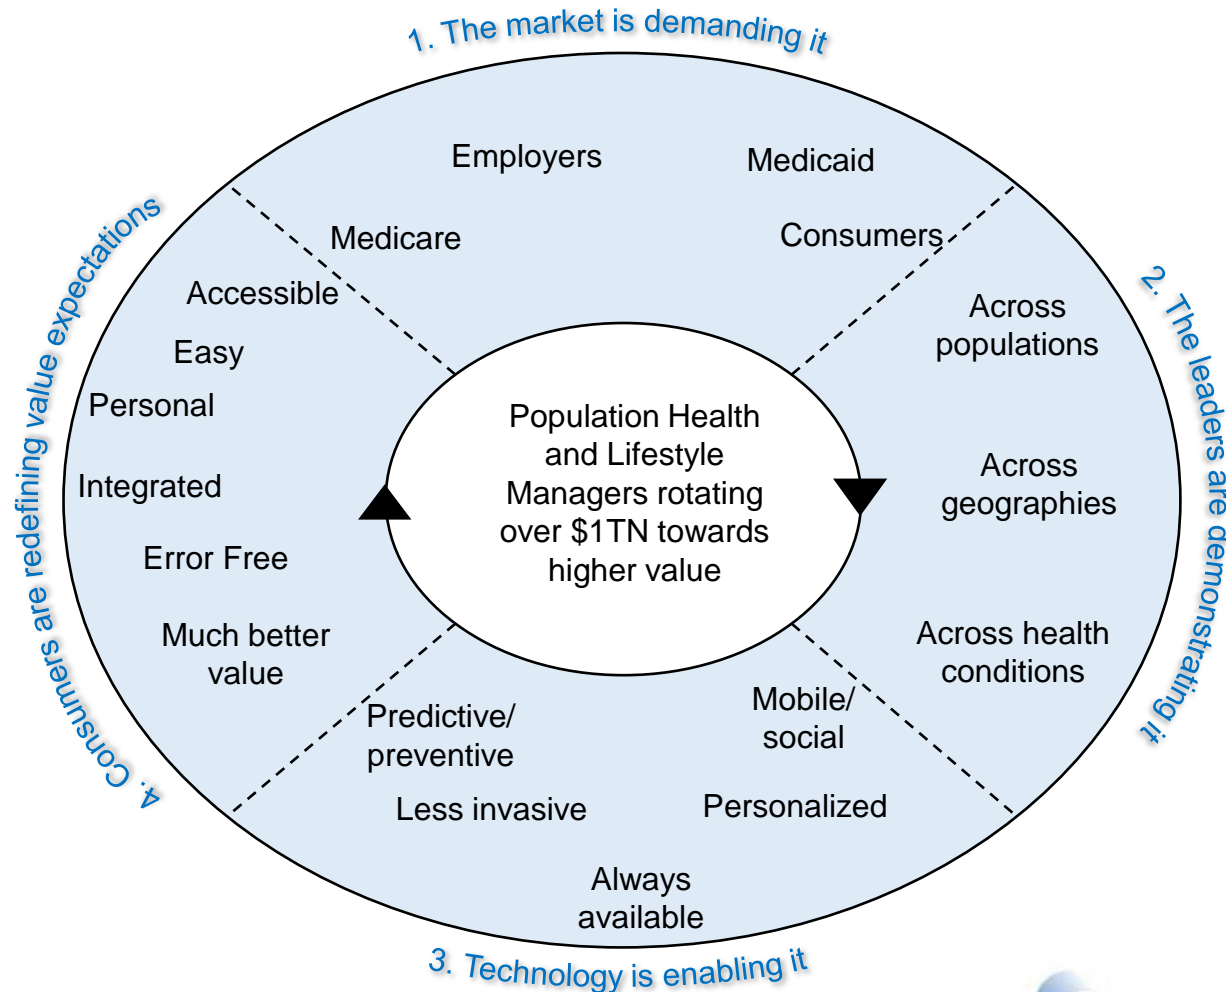 1. The market is demanding it
Employers
Medicaid
Medicare
Consumers
2. The leaders are demonstrating it
Across
populations
Across
geographies
Across health
conditions
3. Technology is enabling it
Mobile/
social
Personalized
Always
available
Less invasive
Predictive/
preventive
4. Consumers are redefining value expectations
Accessible
Easy
Personal
Integrated
Error Free
Much better
value
Population Health
and Lifestyle
Managers rotating
over $1TN towards
higher value